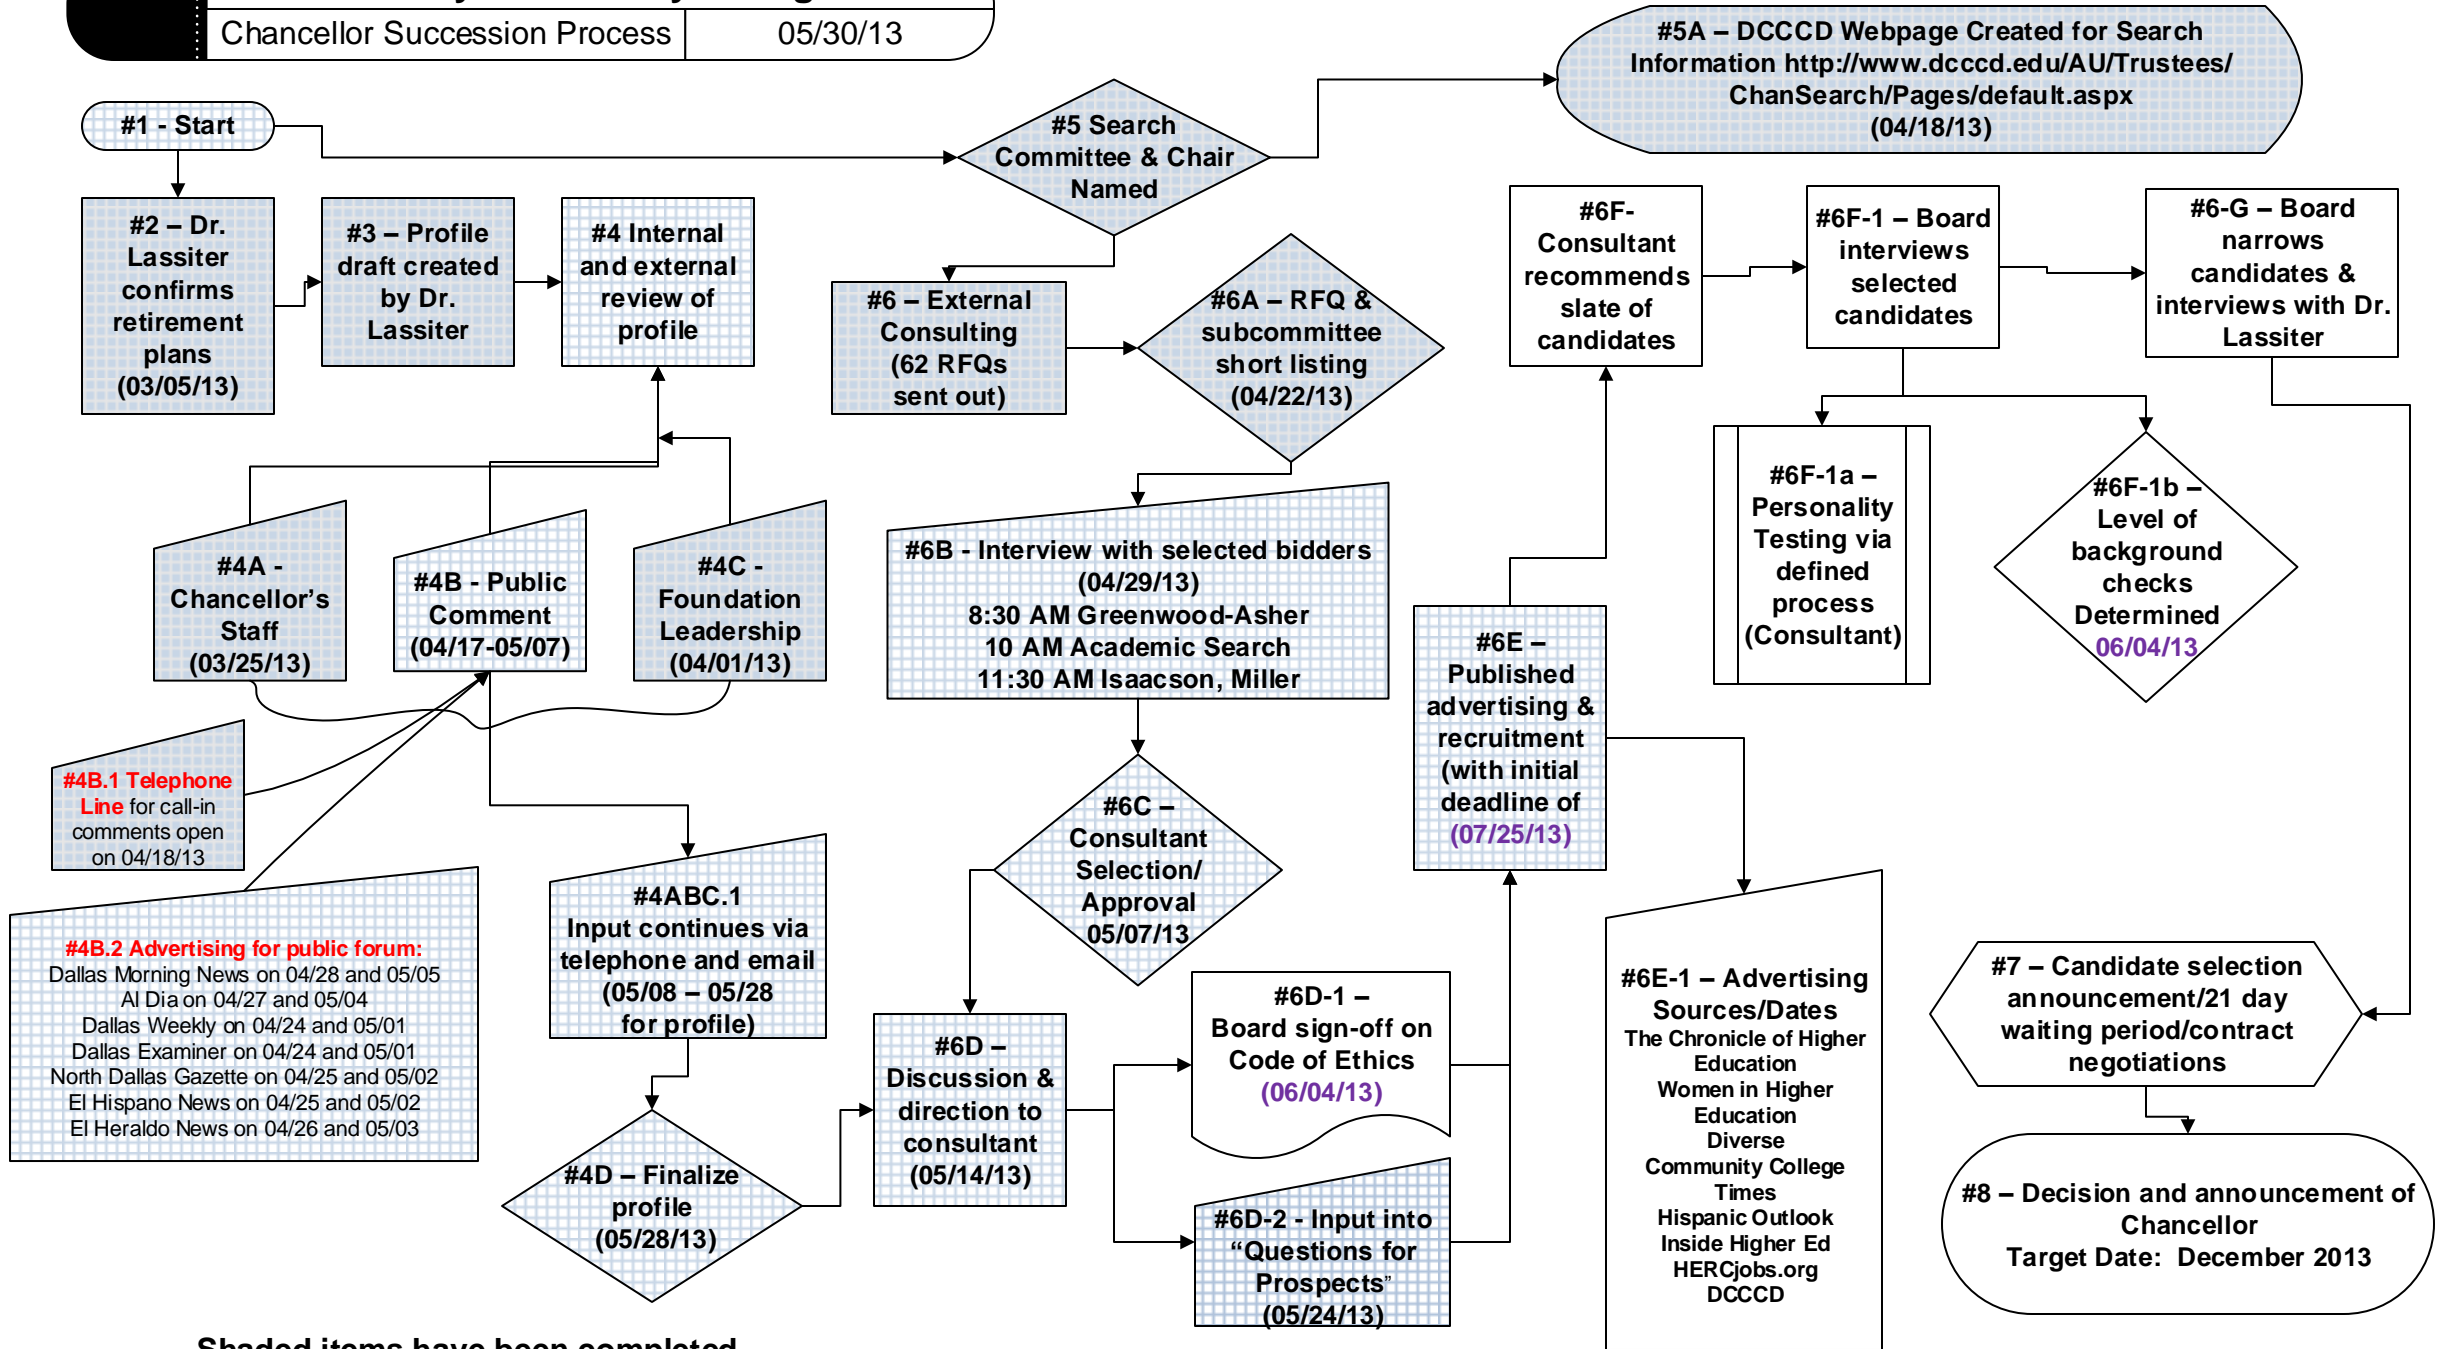 Chancellor Succession Process
05/30/13
#5A – DCCCD Webpage Created for Search
Information http://www.dcccd.edu/AU/Trustees/
ChanSearch/Pages/default.aspx
(04/18/13)
#1 - Start
#5 Search
Committee & Chair
Named
#2 – Dr.
Lassiter
confirms
retirement
plans
(03/05/13)
#3 – Profile
draft created
by Dr.
Lassiter
#4 Internal
and external
review of
profile
#6 – External
Consulting
(62 RFQs
sent out)
#6A – RFQ &
subcommittee
short listing
(04/22/13)
#6F-
Consultant
recommends
slate of
candidates
#6F-1 – Board
interviews
selected
candidates
#6-G – Board
narrows
candidates &
interviews with Dr.
Lassiter
#4A -
Chancellor's
Staff
(03/25/13)
#4B - Public
Comment
(04/17-05/07)
#4C -
Foundation
Leadership
(04/01/13)
#6B - Interview with selected bidders
(04/29/13)
8:30 AM Greenwood-Asher
10 AM Academic Search
11:30 AM Isaacson, Miller
#6F-1a –
Personality
Testing via
defined
process
(Consultant)
#6F-1b –
Level of
background
checks
Determined
06/04/13
#4B.1 Telephone
Line for call-in
comments open
on 04/18/13
#6E –
Published
advertising &
recruitment
(with initial
deadline of
(07/25/13)
#4B.2 Advertising for public forum:
Dallas Morning News on 04/28 and 05/05
Al Dia on 04/27 and 05/04
Dallas Weekly on 04/24 and 05/01
Dallas Examiner on 04/24 and 05/01
North Dallas Gazette on 04/25 and 05/02
El Hispano News on 04/25 and 05/02
El Heraldo News on 04/26 and 05/03
#4ABC.1
Input continues via
telephone and email
(05/08 – 05/28
for profile)
#6C –
Consultant
Selection/
Approval
05/07/13
#4D – Finalize
profile
(05/28/13)
#6D –
Discussion &
direction to
consultant
(05/14/13)
#6D-1 –
Board sign-off on
Code of Ethics
(06/04/13)
#6D-2 - Input into
“Questions for
Prospects”
(05/24/13)
#6E-1 – Advertising
Sources/Dates
The Chronicle of Higher
Education
Women in Higher
Education
Diverse
Community College
Times
Hispanic Outlook
Inside Higher Ed
HERCjobs.org
DCCCD
#7 – Candidate selection
announcement/21 day
waiting period/contract
negotiations
#8 – Decision and announcement of
Chancellor
Target Date:  December 2013
Shaded items have been completed